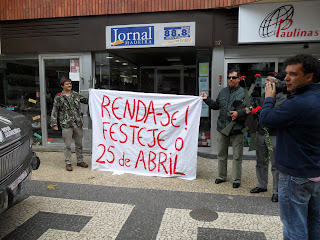 Jornal
MADEIRA
88.8
Paulinas
RENDA-SE!
FESTEJE O
25 de ABRIL